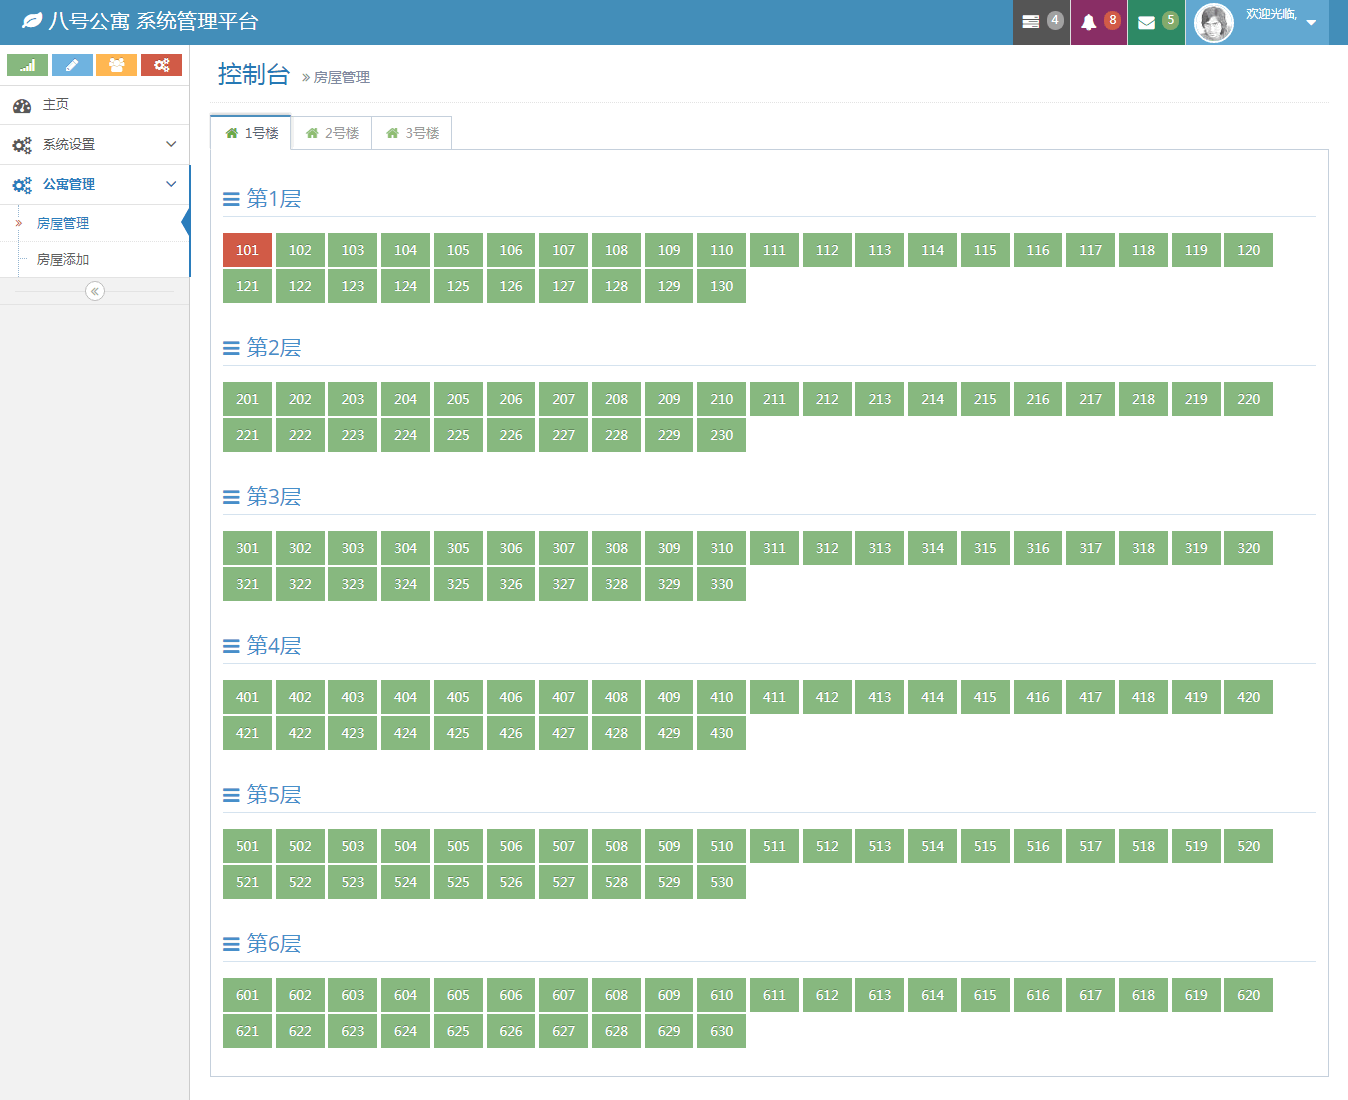 八号公寓 系统管理平台
4
8
5
欢迎光临,
主页
系统设置
公寓管理
房屋管理
房屋添加
控制台 » 房屋管理
1号楼 2号楼 3号楼
第1层
101 102 103 104 105 106 107 108 109 110 111 112 113 114 115 116 117 118 119 120
121 122 123 124 125 126 127 128 129 130
第2层
201 202 203 204 205 206 207 208 209 210 211 212 213 214 215 216 217 218 219 220
221 222 223 224 225 226 227 228 229 230
第3层
301 302 303 304 305 306 307 308 309 310 311 312 313 314 315 316 317 318 319 320
321 322 323 324 325 326 327 328 329 330
第4层
401 402 403 404 405 406 407 408 409 410 411 412 413 414 415 416 417 418 419 420
421 422 423 424 425 426 427 428 429 430
第5层
501 502 503 504 505 506 507 508 509 510 511 512 513 514 515 516 517 518 519 520
521 522 523 524 525 526 527 528 529 530
第6层
601 602 603 604 605 606 607 608 609 610 611 612 613 614 615 616 617 618 619 620
621 622 623 624 625 626 627 628 629 630